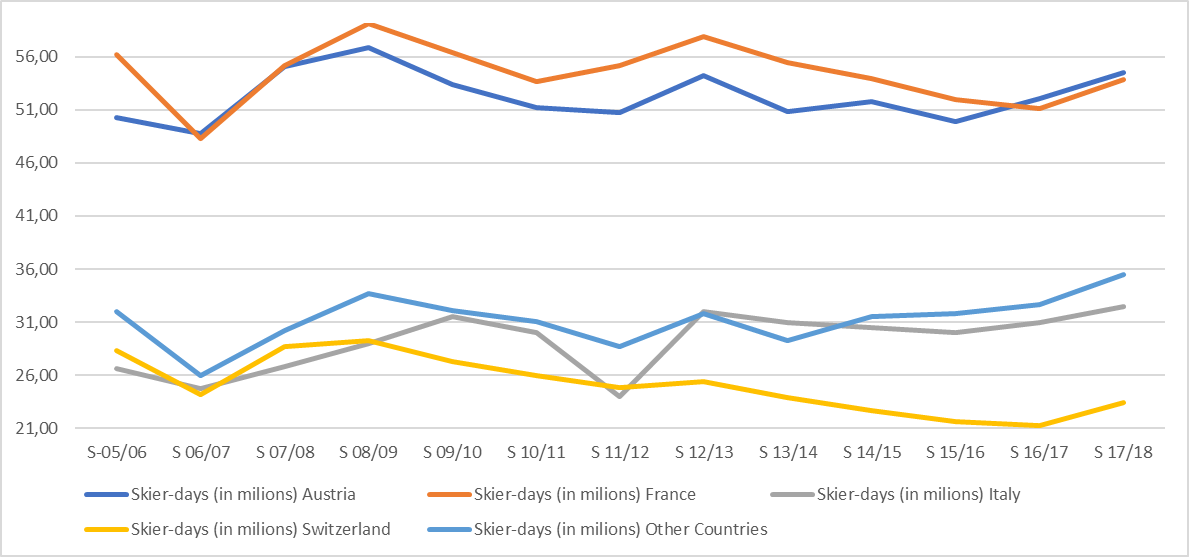 56,00
51,00
46,00
41,00
36,00
31,00
26,00
21,00
S-05/06 S 06/07 S 07/08 S 08/09 S 09/10 S 10/11 S 11/12 S 12/13 S 13/14 S 14/15 S 15/16 S 16/17 S 17/18
Skier-days (in milions) Austria Skier-days (in milions) France Skier-days (in milions) Italy
Skier-days (in milions) Switzerland Skier-days (in milions) Other Countries